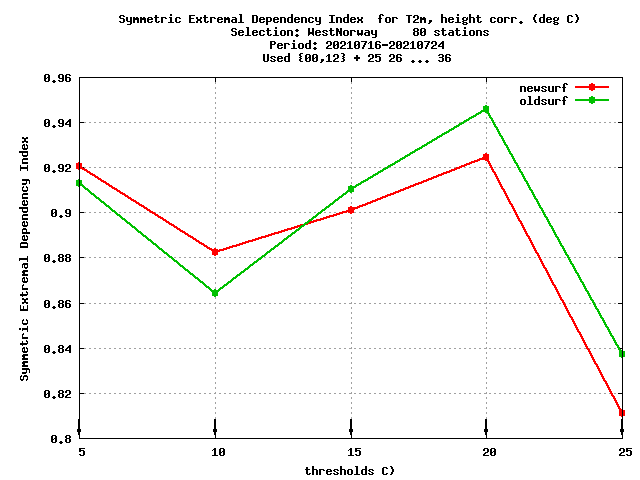 Symmetric Extremal Dependency Index  for T2m, height corr. (deg C)
Selection: WestNorway     80 stations
Period: 20210716-20210724
Used {00,12} + 25 26 ... 36
newsurf
oldsurf
Symmetric Extremal Dependency Index
0.96
0.94
0.92
0.9
0.88
0.86
0.84
0.82
0.8
5 10 15 20 25
thresholds C)